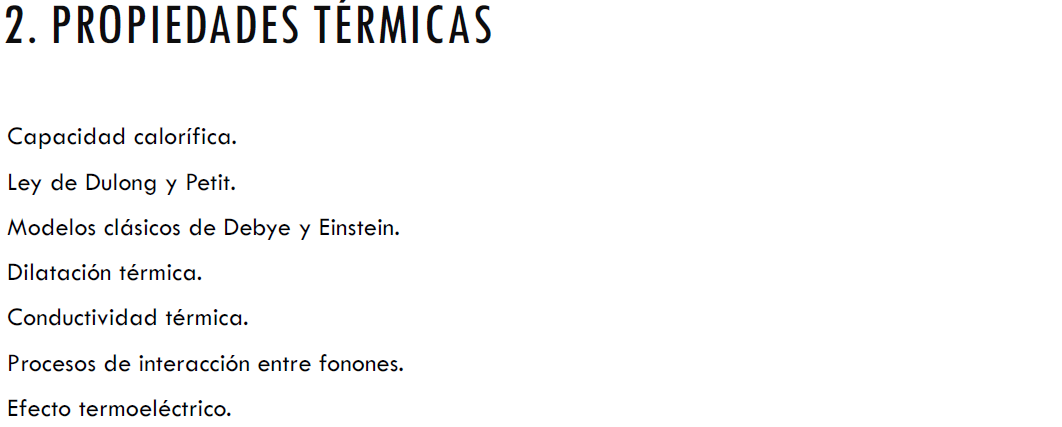 2. PROPIEDADES TÉRMICAS
Capacidad calorífica.
Ley de Dulong y Petit.
Modelos clásicos de Debye y Einstein.
Dilatación térmica.
Conductividad térmica.
Procesos de interacción entre fonones.
Efecto termoeléctrico.